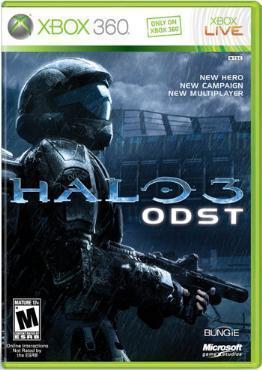 XBOX 360
ONLY ON
XBOX 360
XBOX
LIVE
NTSC
NEW HERO
NEW CAMPAIGN
NEW MULTIPLAYER
HALO 3
ODST
MATURE 17+
M
ESRB
Online Interactions
Not Rated by
the ESRB
BUNGIE
Microsoft
game studios